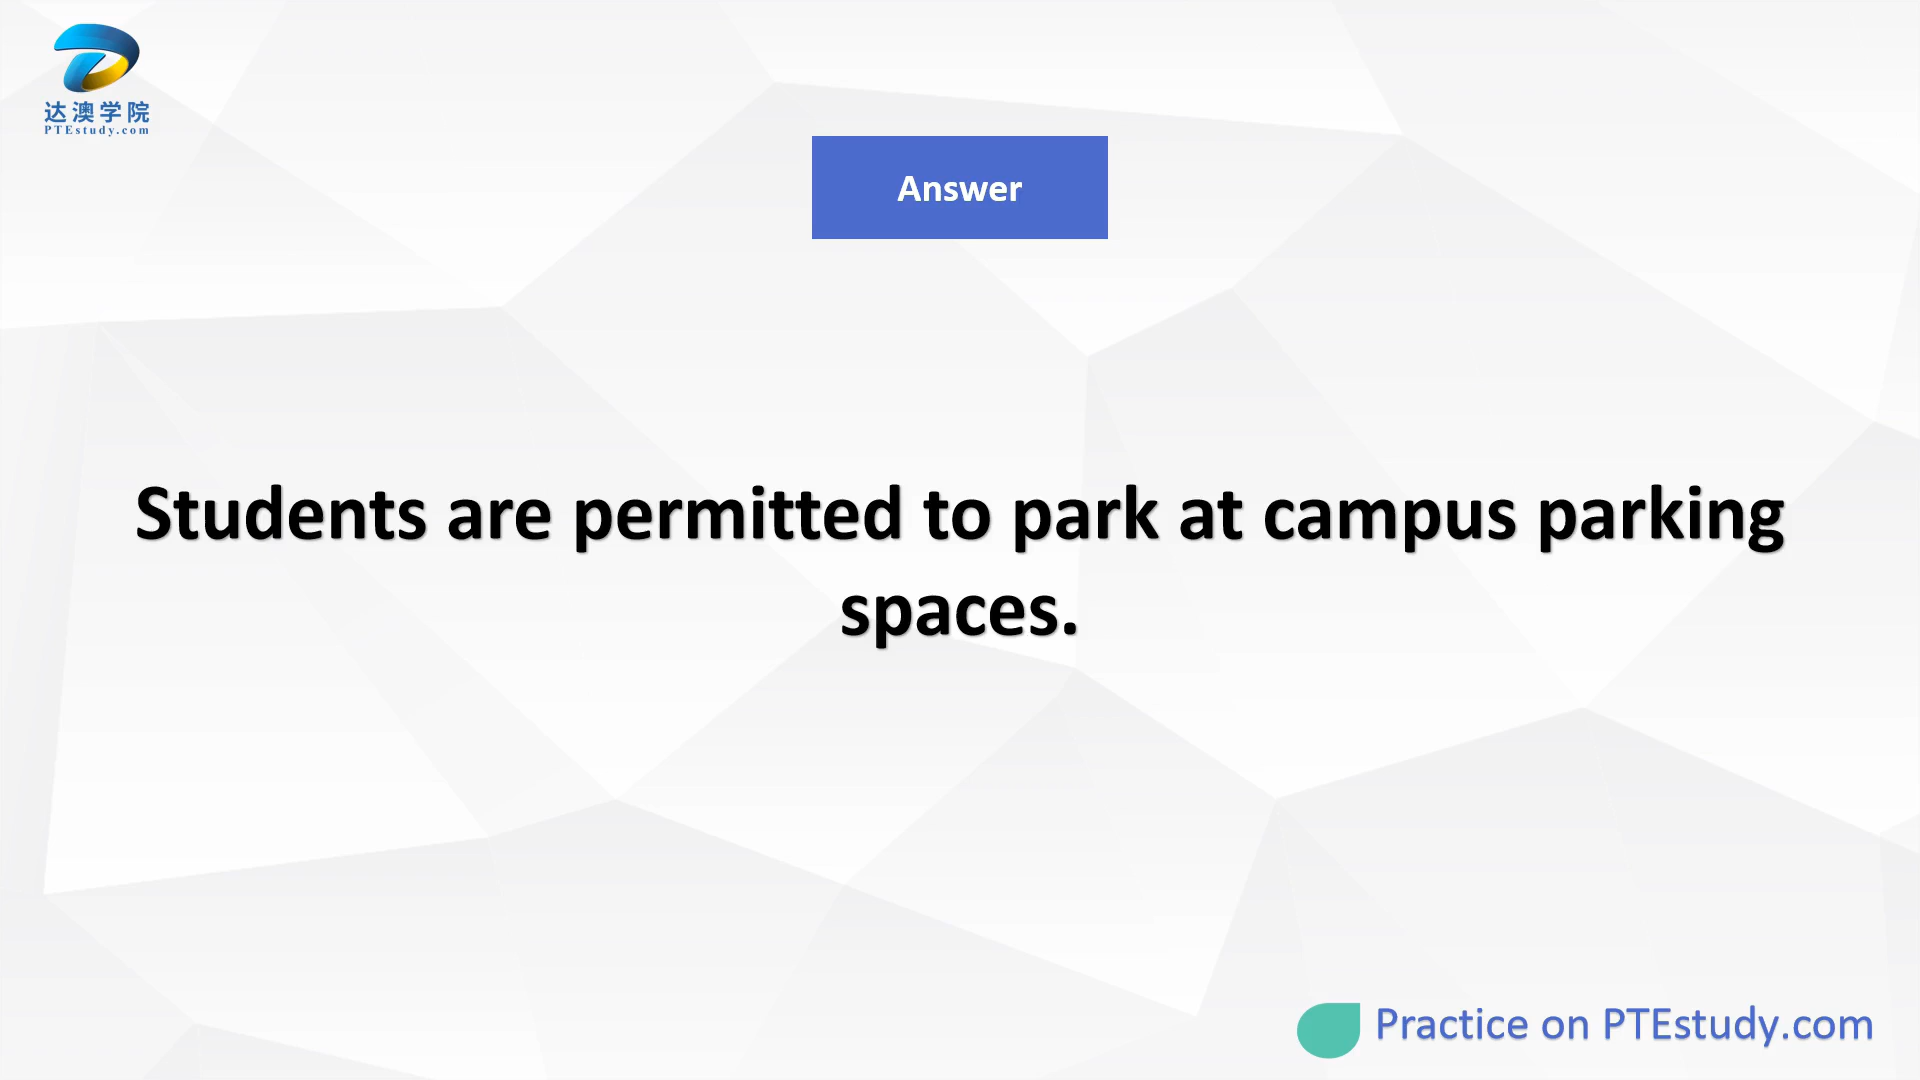 达澳学院
PTEstudy.com
Answer
Students are permitted to park at campus parking
spaces.
Practice on PTEstudy.com